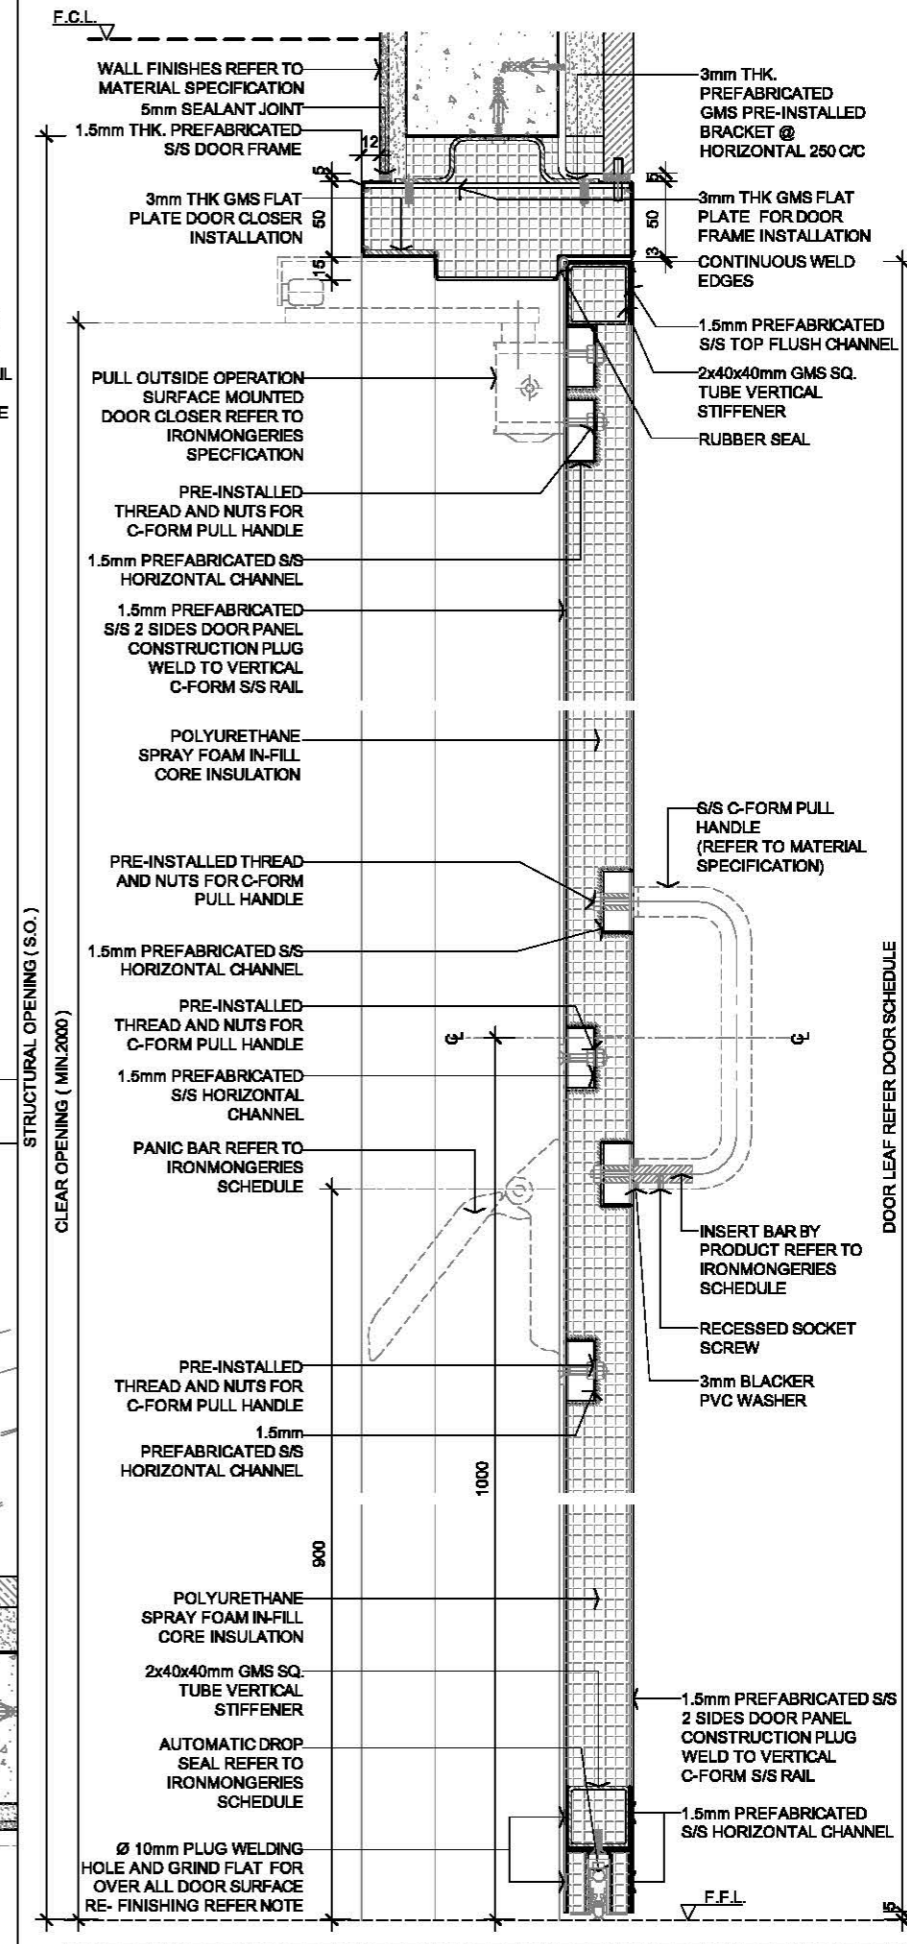 F.C.L.
WALL FINISHES REFER TO
MATERIAL SPECIFICATION
5mm SEALANT JOINT
1.5mm THK. PREFABRICATED
S/S DOOR FRAME
12
5
50
15
3mm THK GMS FLAT
PLATE DOOR CLOSER
INSTALLATION
PULL OUTSIDE OPERATION
SURFACE MOUNTED
DOOR CLOSER REFER TO
IRONMONGERIES
SPECFICATION
PRE-INSTALLED
THREAD AND NUTS FOR
C-FORM PULL HANDLE
1.5mm PREFABRICATED S/S
HORIZONTAL CHANNEL
1.5mm PREFABRICATED
S/S 2 SIDES DOOR PANEL
CONSTRUCTION PLUG
WELD TO VERTICAL
C-FORM S/S RAIL
POLYURETHANE
SPRAY FOAM IN-FILL
CORE INSULATION
PRE-INSTALLED THREAD
AND NUTS FOR C-FORM
PULL HANDLE
1.5mm PREFABRICATED S/S
HORIZONTAL CHANNEL
PRE-INSTALLED
THREAD AND NUTS FOR
C-FORM PULL HANDLE
1.5mm PREFABRICATED
S/S HORIZONTAL
CHANNEL
PANIC BAR REFER TO
IRONMONGERIES
SCHEDULE
PRE-INSTALLED
THREAD AND NUTS FOR
C-FORM PULL HANDLE
1.5mm
PREFABRICATED S/S
HORIZONTAL CHANNEL
1000
900
POLYURETHANE
SPRAY FOAM IN-FILL
CORE INSULATION
2x40x40mm GMS SQ.
TUBE VERTICAL
STIFFENER
AUTOMATIC DROP
SEAL REFER TO
IRONMONGERIES
SCHEDULE
Ø 10mm PLUG WELDING
HOLE AND GRIND FLAT FOR
OVER ALL DOOR SURFACE
RE- FINISHING REFER NOTE
STRUCTURAL OPENING ( S.O. )
CLEAR OPENING ( MIN.2000 )
IL
E
3mm THK.
PREFABRICATED
GMS PRE-INSTALLED
BRACKET @
HORIZONTAL 250 C/C
5
50
3
3mm THK GMS FLAT
PLATE FOR DOOR
FRAME INSTALLATION
CONTINUOUS WELD
EDGES
1.5mm PREFABRICATED
S/S TOP FLUSH CHANNEL
2x40x40mm GMS SQ.
TUBE VERTICAL
STIFFENER
RUBBER SEAL
S/S C-FORM PULL
HANDLE
(REFER TO MATERIAL
SPECIFICATION)
CL
CL
INSERT BAR BY
PRODUCT REFER TO
IRONMONGERIES
SCHEDULE
RECESSED SOCKET
SCREW
3mm BLACKER
PVC WASHER
1.5mm PREFABRICATED S/S
2 SIDES DOOR PANEL
CONSTRUCTION PLUG
WELD TO VERTICAL
C-FORM S/S RAIL
1.5mm PREFABRICATED
S/S HORIZONTAL CHANNEL
F.F.L.
5
DOOR LEAF REFER DOOR SCHEDULE